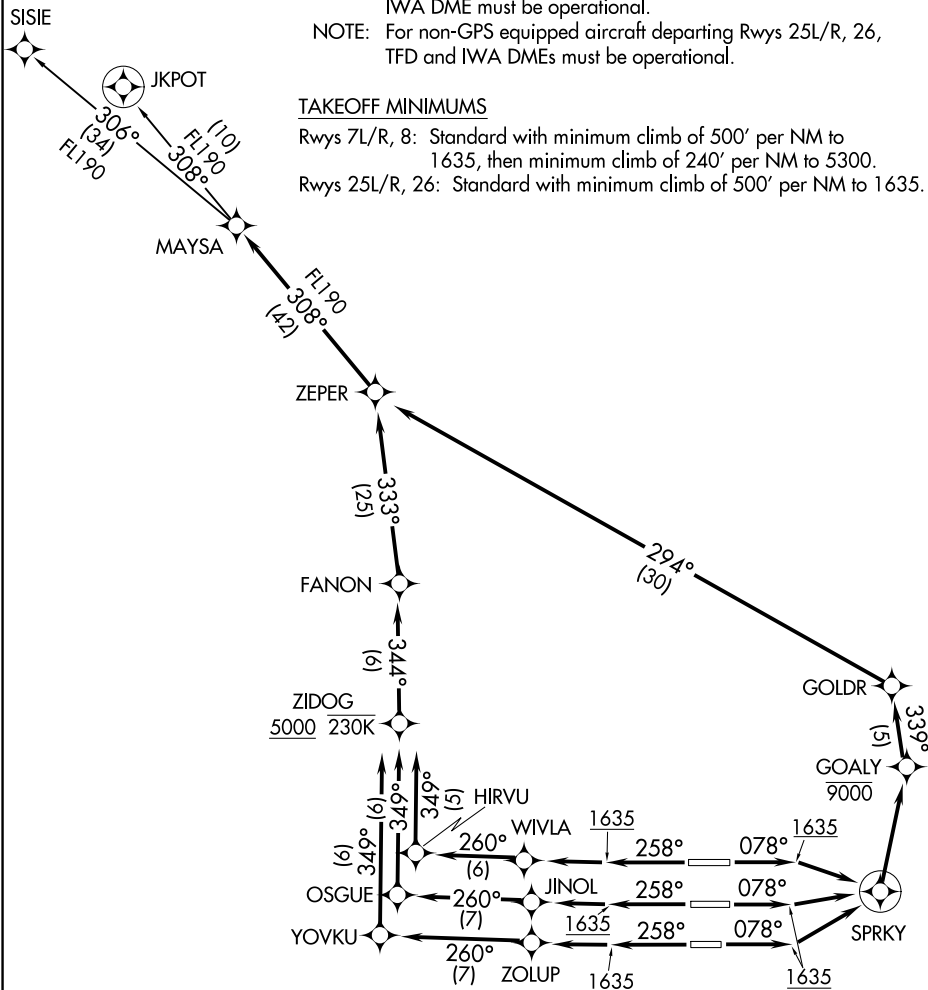 IWA DME must be operational.
NOTE: For non-GPS equipped aircraft departing Rwys 25L/R, 26,
TFD and IWA DMEs must be operational.
TAKEOFF MINIMUMS
Rwys 7L/R, 8: Standard with minimum climb of 500' per NM to
1635, then minimum climb of 240' per NM to 5300.
Rwys 25L/R, 26: Standard with minimum climb of 500' per NM to 1635.
SISIE
JKPOT
306°
(34)
FL190
(10)
FL190
308°
MAYSA
FL190
308°
(42)
ZEPER
333°
(25)
294°
(30)
FANON
344°
(6)
ZIDOG
5000 230K
GOLDR
339°
(5)
GOALY
9000
349°
(6)
349°
(6)
349°
(5)
HIRVU
WIVLA
1635
1635
260°
(6)
258°
078°
OSGUE
JINOL
260°
(7)
1635
258°
078°
SPRKY
YOVKU
260°
(7)
ZOLUP
258°
078°
1635
1635